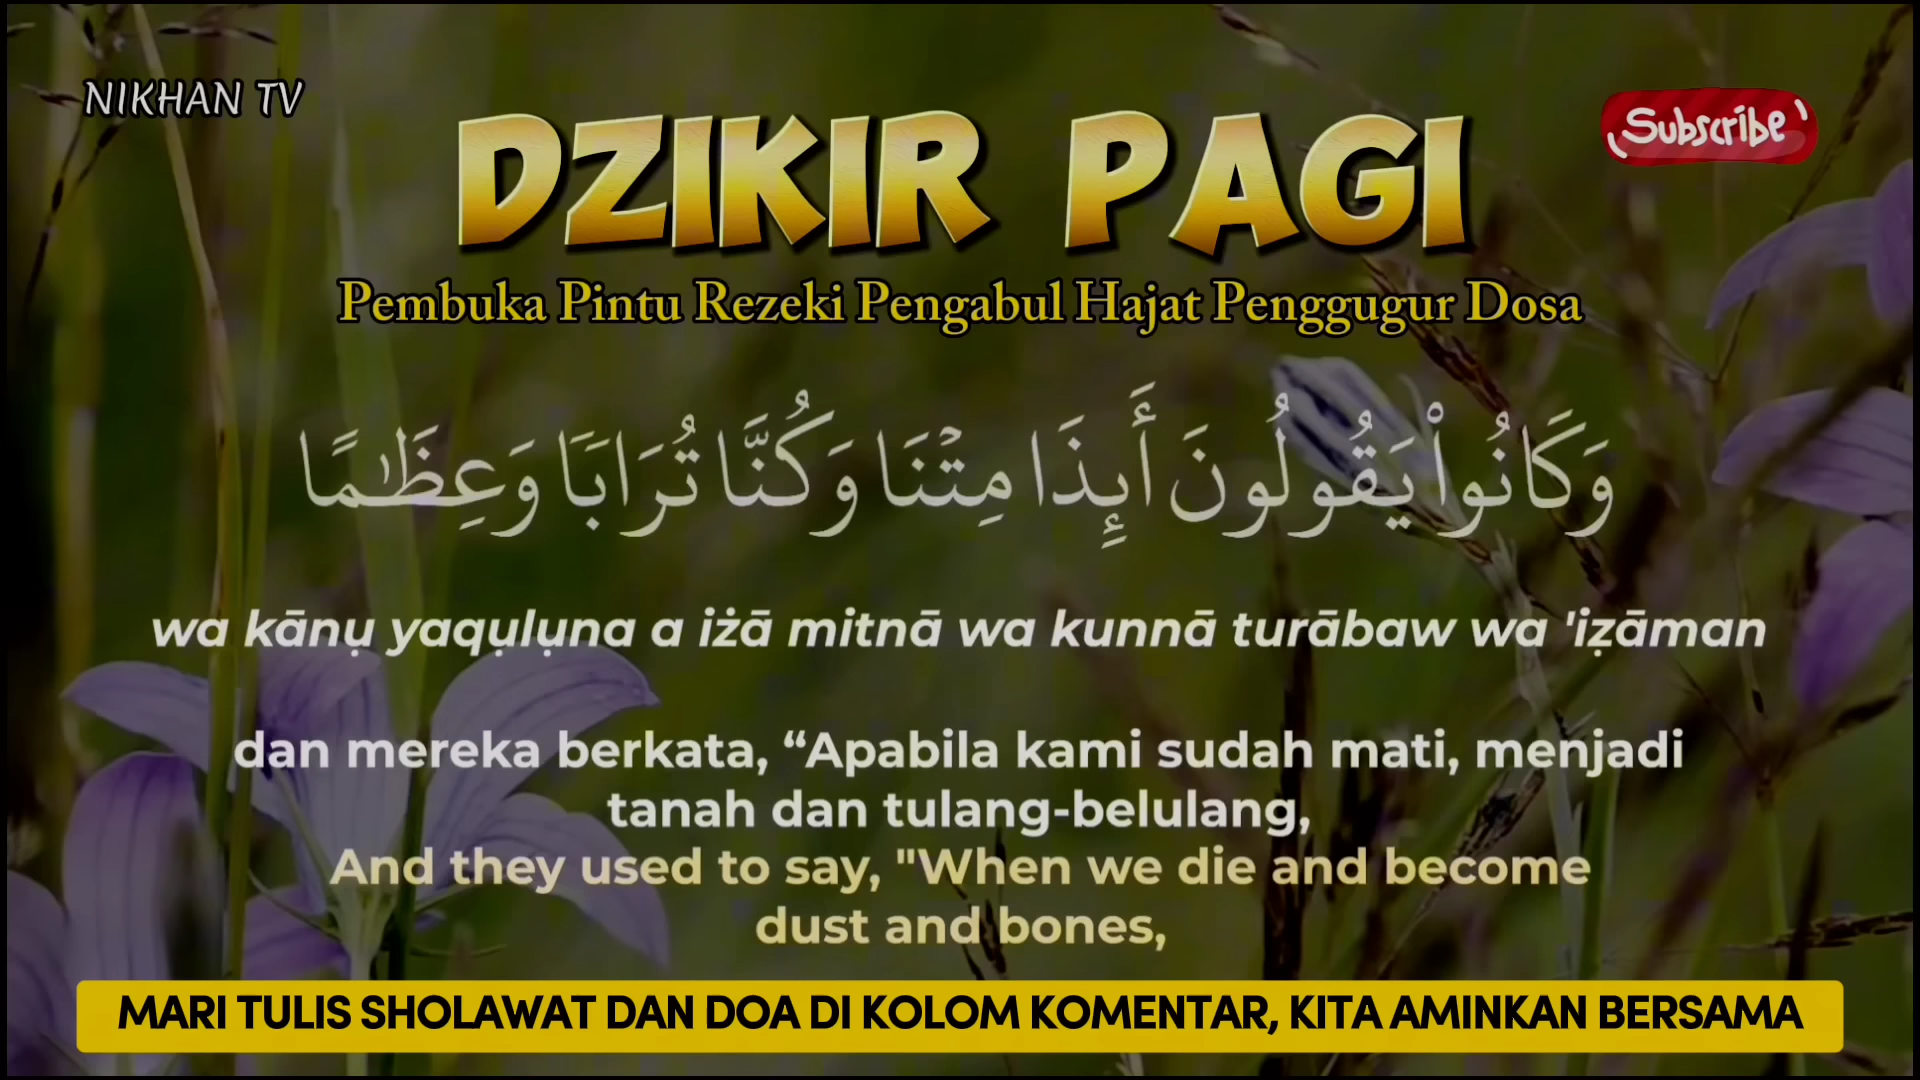 NIKHAN TV
Subscribe
DZIKIR PAGI
Pembuka Pintu Rezeki Pengabul Hajat Penggugur Dosa
وَكَانُوا۟ يَقُولُونَ أَىِٕذَا مِتْنَا وَكُنَّا تُرَابَا وَعِظَٰمًا
wa kānụ yaqụlụna a iżā mitnā wa kunnā turābaw wa 'iẓāman
dan mereka berkata, “Apabila kami sudah mati, menjadi
tanah dan tulang-belulang,
And they used to say, "When we die and become
dust and bones,
MARI TULIS SHOLAWAT DAN DOA DI KOLOM KOMENTAR, KITA AMINKAN BERSAMA